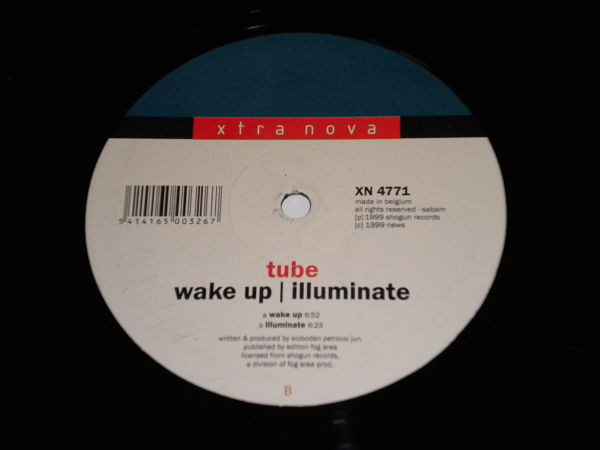 xtra nova
XN 4771
made in belgium
all rights reserved - sabam
[p] 1999 shogun records
[c] 1999 news
5 414165 003267
tube
wake up | illuminate
a wake up 6:52
b illuminate 6:23
written & produced by sloboden petrovic jun.
published by edition fog area
licensed from shogun records,
a division of fog area prod.
B